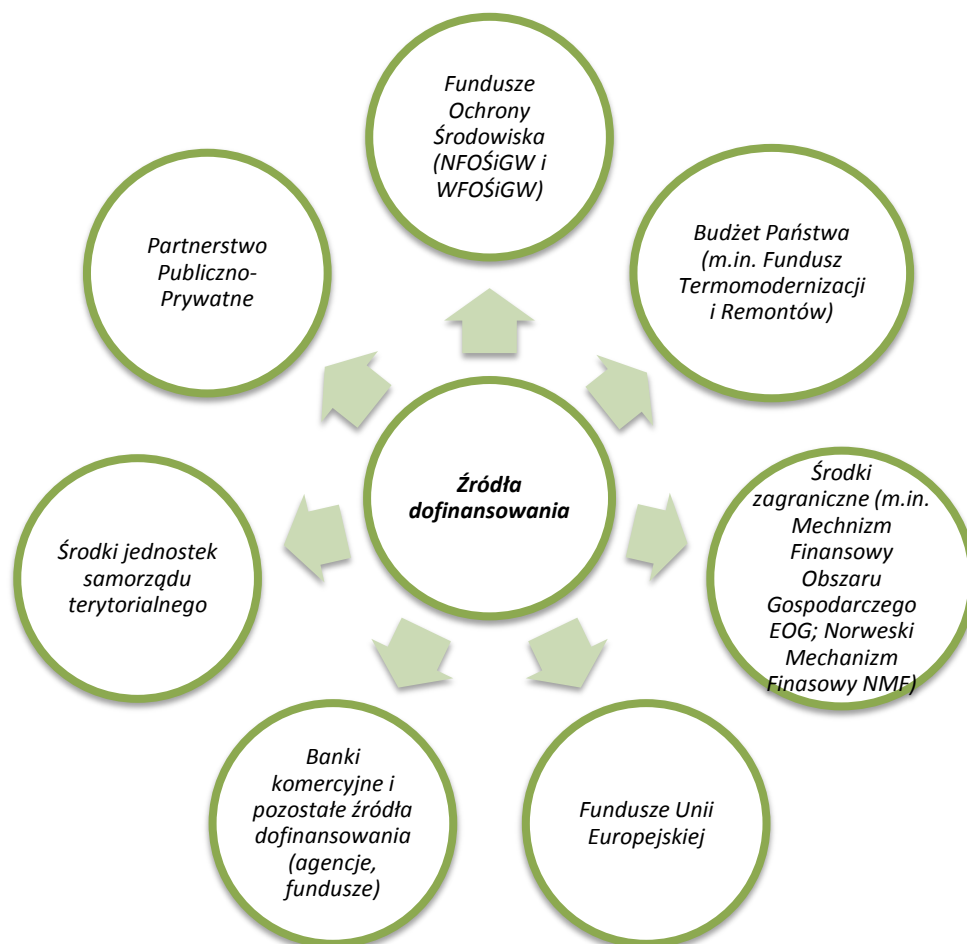 Fundusze
Ochrony
Środowiska
(NFOŚiGW i
WFOŚiGW)
Budżet Państwa
(m.in. Fundusz
Termomodernizacji
i Remontów)
Środki
zagraniczne (m.in.
Mechnizm
Finansowy
Obszaru
Gospodarczego
EOG; Norweski
Mechanizm
Finasowy NMF)
Fundusze Unii
Europejskiej
Banki
komercyjne i
pozostałe źródła
dofinansowania
(agencje,
fundusze)
Środki jednostek
samorządu
terytorialnego
Partnerstwo
Publiczno-
Prywatne
Źródła
dofinansowania